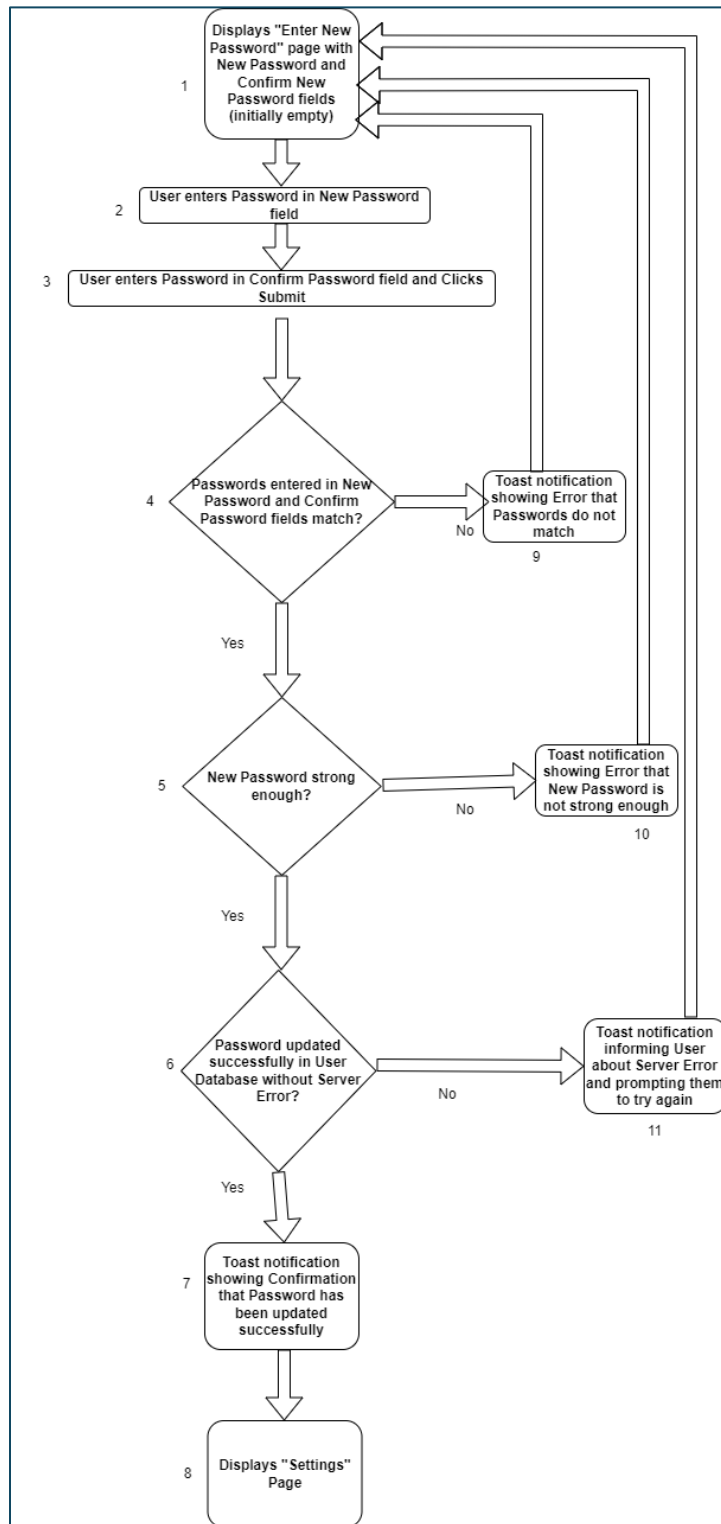 Displays "Enter New
Password" page with
New Password and
Confirm New
Password fields
(initially empty)
1
User enters Password in New Password
field
2
User enters Password in Confirm Password field and Clicks
Submit
3
Passwords entered in New
Password and Confirm
Password fields match?
4
No
Toast notification
showing Error that
Passwords do not
match
9
Yes
New Password strong
enough?
5
No
Toast notification
showing Error that
New Password is
not strong enough
10
Yes
Password updated
successfully in User
Database without Server
Error?
6
No
Toast notification
informing User
about Server Error
and prompting them
to try again
11
Yes
Toast notification
showing Confirmation
that Password has
been updated
successfully
7
Displays "Settings"
Page
8